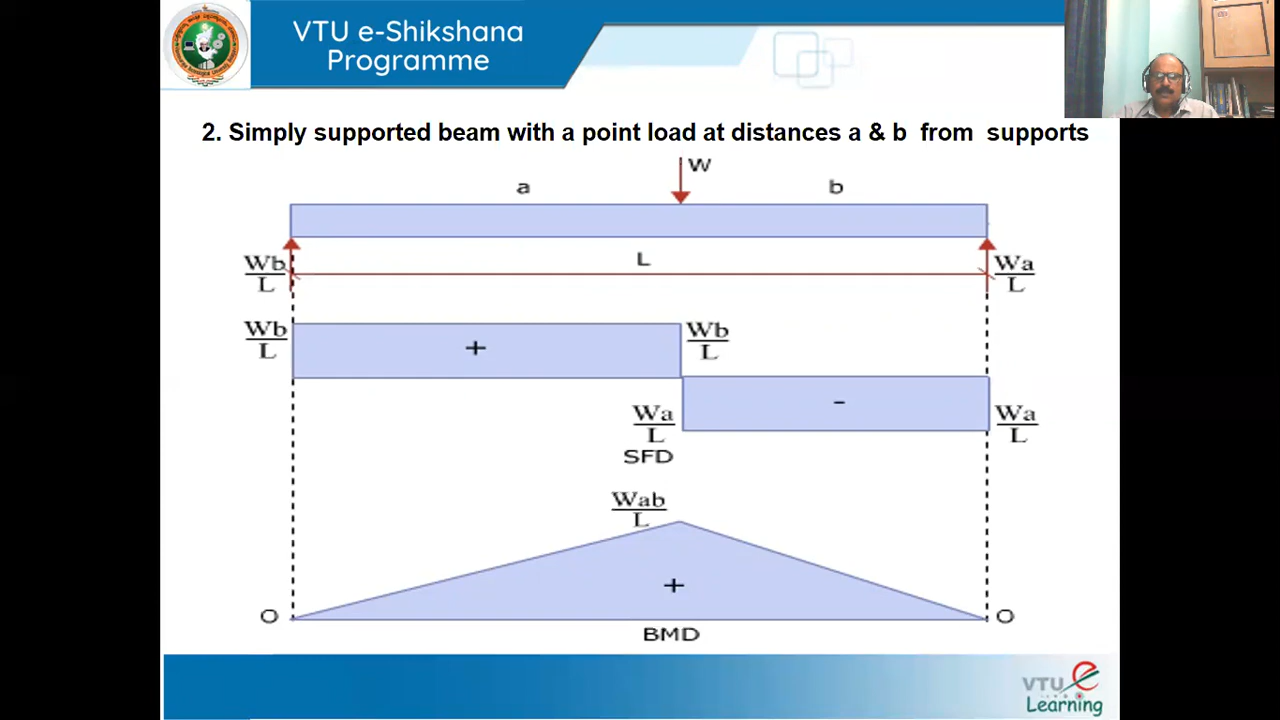 VTU e-Shikshana
Programme
2. Simply supported beam with a point load at distances a & b from supports
W
a
b
L
Wb
L
Wa
L
Wb
L
+
Wb
L
-
Wa
L
Wa
L
SFD
Wab
L
+
O
O
BMD
VTU e
Learning